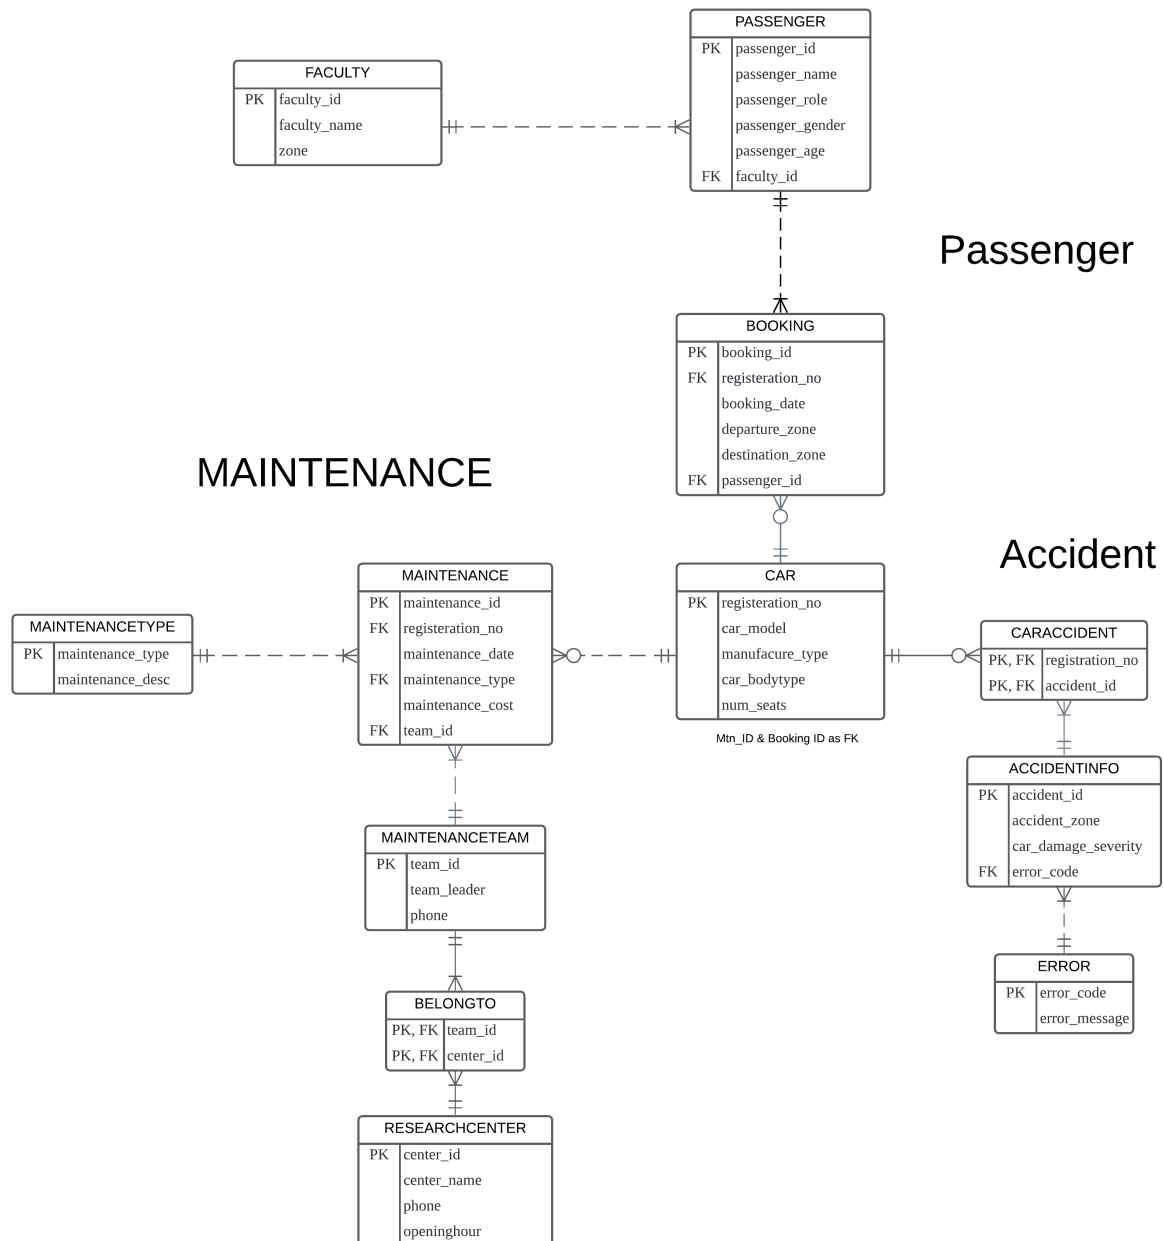 PASSENGER
PK passenger_id
passenger_name
passenger_role
passenger_gender
passenger_age
FK faculty_id
FACULTY
PK faculty_id
faculty_name
zone
Passenger
BOOKING
PK booking_id
FK registeration_no
booking_date
departure_zone
destination_zone
FK passenger_id
MAINTENANCE
Accident
MAINTENANCE
PK maintenance_id
FK registeration_no
maintenance_date
FK maintenance_type
maintenance_cost
FK team_id
CAR
PK registeration_no
car_model
manufacure_type
car_bodytype
num_seats
Mtn_ID & Booking ID as FK
MAINTENANCETYPE
PK maintenance_type
maintenance_desc
CARACCIDENT
PK, FK registration_no
PK, FK accident_id
ACCIDENTINFO
PK accident_id
accident_zone
car_damage_severity
FK error_code
MAINTENANCETEAM
PK team_id
team_leader
phone
ERROR
PK error_code
error_message
BELONGTO
PK, FK team_id
PK, FK center_id
RESEARCHCENTER
PK center_id
center_name
phone
openinghour